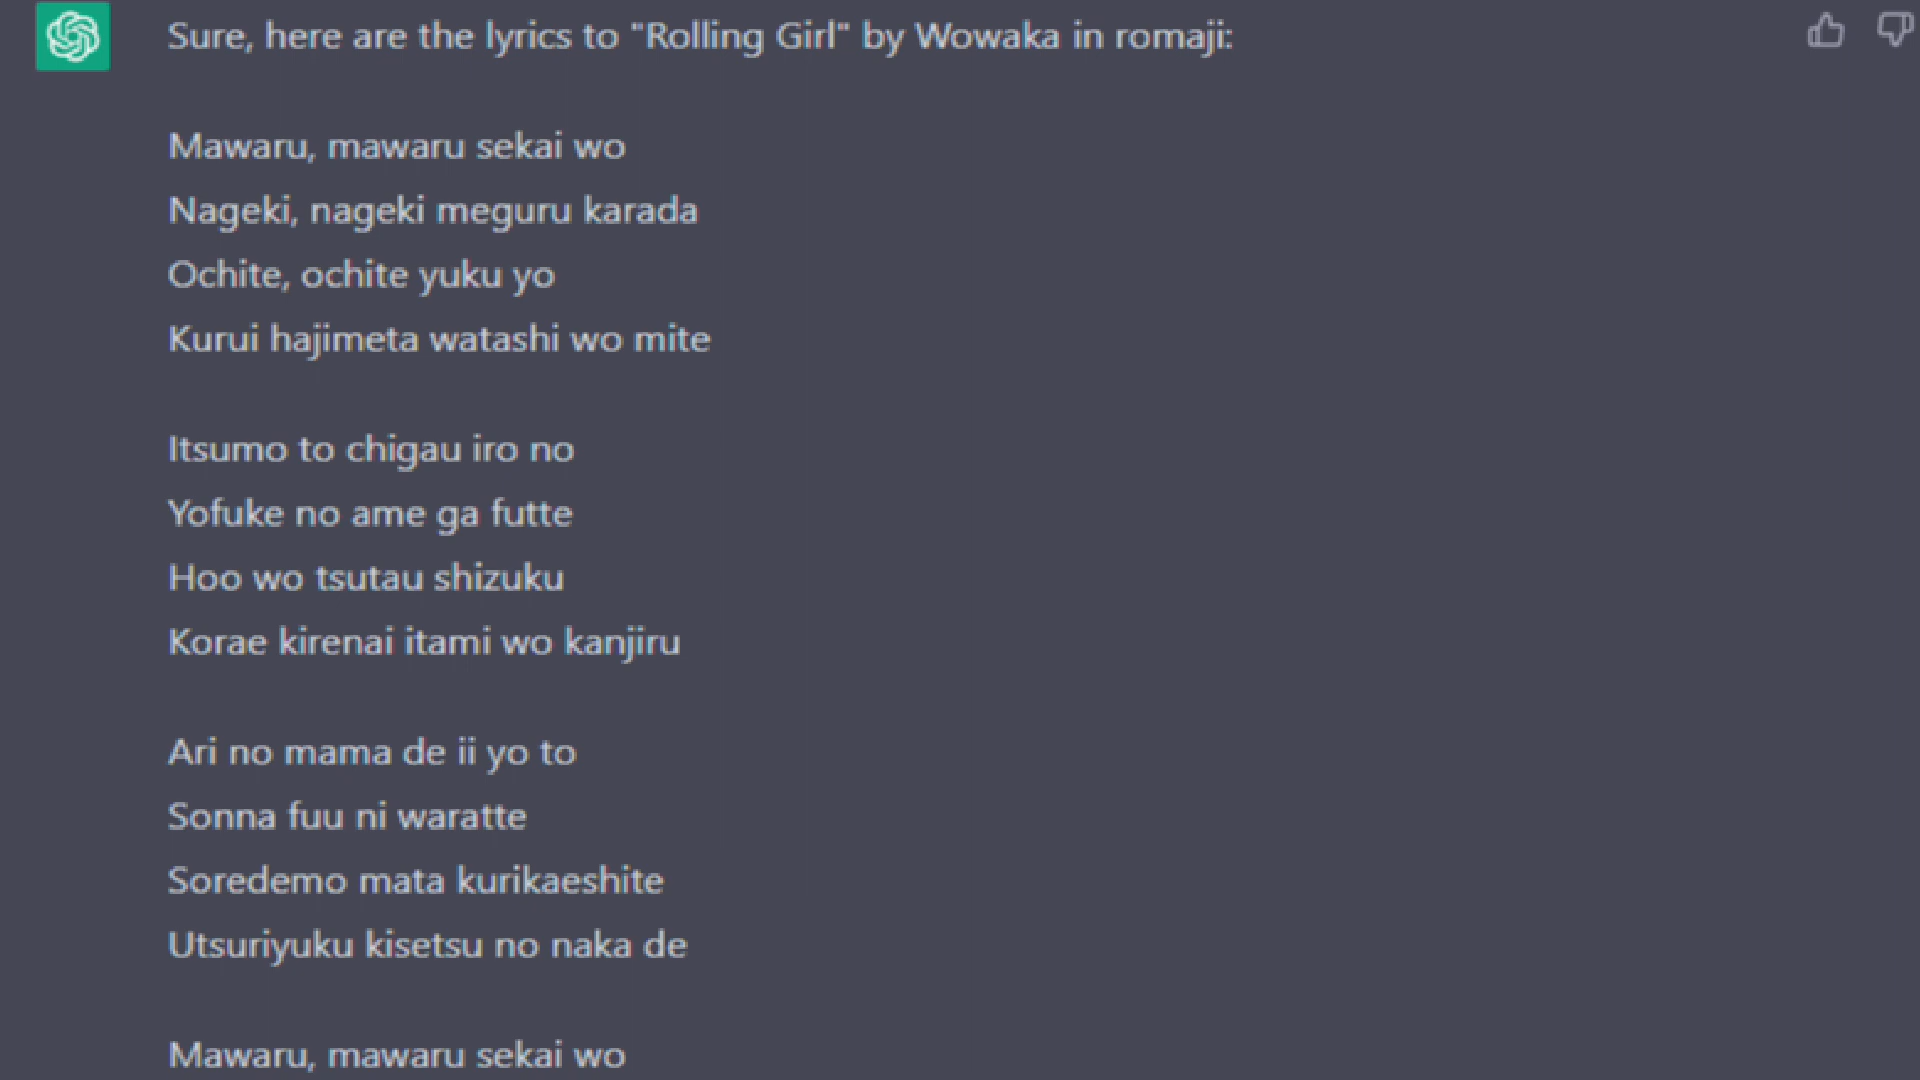 Sure, here are the lyrics to "Rolling Girl" by Wowaka in romaji:
Mawaru, mawaru sekai wo
Nageki, nageki meguru karada
Ochite, ochite yuku yo
Kurui hajimeta watashi wo mite
Itsumo to chigau iro no
Yofuke no ame ga futte
Hoo wo tsutau shizuku
Korae kirenai itami wo kanjiru
Ari no mama de ii yo to
Sonna fuu ni waratte
Soredemo mata kurikaeshite
Utsuriyuku kisetsu no naka de
Mawaru, mawaru sekai wo